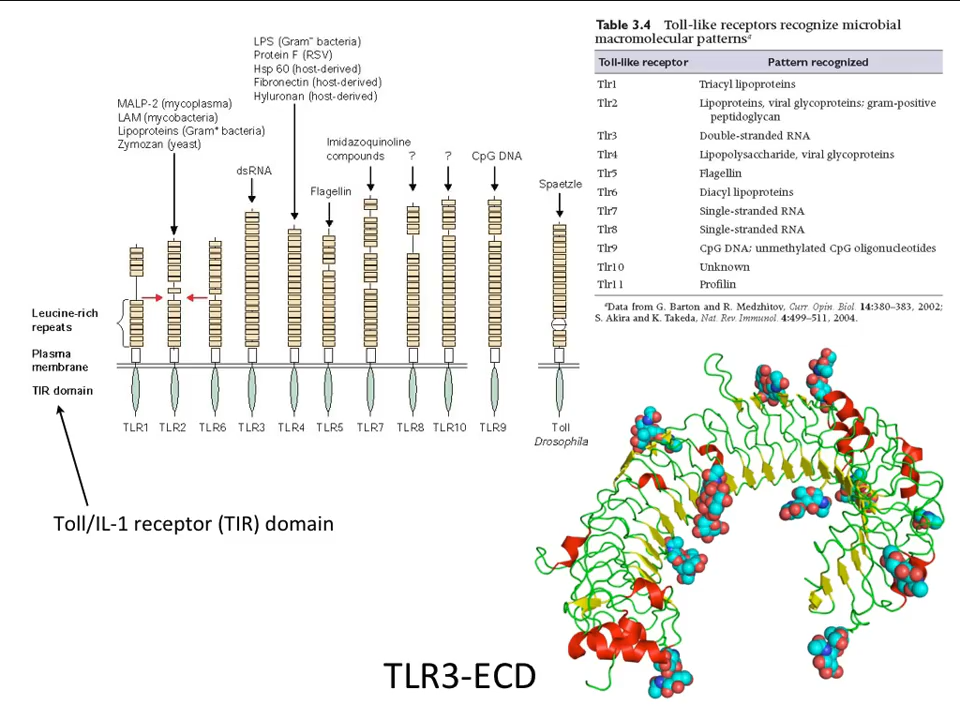 LPS (Gram⁻ bacteria)
Protein F (RSV)
Hsp 60 (host-derived)
Fibronectin (host-derived)
Hyluronan (host-derived)
MALP-2 (mycoplasma)
LAM (mycobacteria)
Lipoproteins (Gram⁺ bacteria)
Zymozan (yeast)
dsRNA
Flagellin
Imidazoquinoline
compounds
?
?
CpG DNA
Spaetzle
Leucine-rich
repeats
Plasma
membrane
TIR domain
TLR1 TLR2 TLR6 TLR3 TLR4 TLR5 TLR7 TLR8 TLR10 TLR9 Toll
Drosophila
Toll/IL-1 receptor (TIR) domain
Table 3.4 Toll-like receptors recognize microbial
macromolecular patternsᵃ
Toll-like receptor Pattern recognized
Tlr1 Triacyl lipoproteins
Tlr2 Lipoproteins, viral glycoproteins; gram-positive
peptidoglycan
Tlr3 Double-stranded RNA
Tlr4 Lipopolysaccharide, viral glycoproteins
Tlr5 Flagellin
Tlr6 Diacyl lipoproteins
Tlr7 Single-stranded RNA
Tlr8 Single-stranded RNA
Tlr9 CpG DNA; unmethylated CpG oligonucleotides
Tlr10 Unknown
Tlr11 Profilin
ᵃData from G. Barton and R. Medzhitov, Curr. Opin. Biol. 14:380–383, 2002;
S. Akira and K. Takeda, Nat. Rev. Immunol. 4:499–511, 2004.
TLR3-ECD